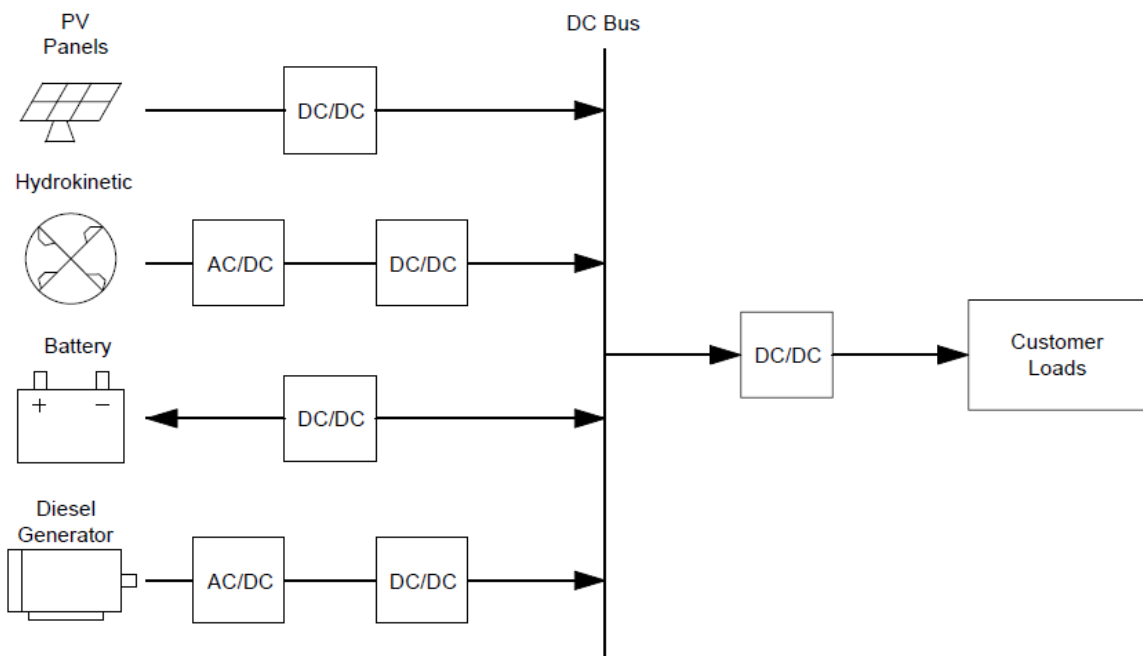 PV
Panels
DC Bus
DC/DC
Hydrokinetic
AC/DC
DC/DC
Battery
+ −
DC/DC
DC/DC
Customer
Loads
Diesel
Generator
AC/DC
DC/DC